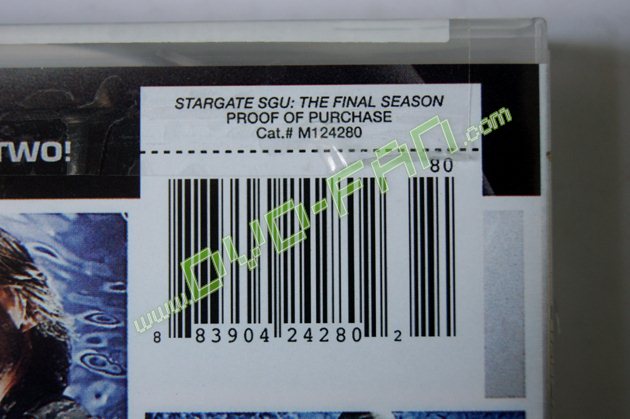 STARGATE SGU: THE FINAL SEASON
PROOF OF PURCHASE
Cat.# M124280
TWO!
80
www.DVD-FAN.com
8 83904 24280 2